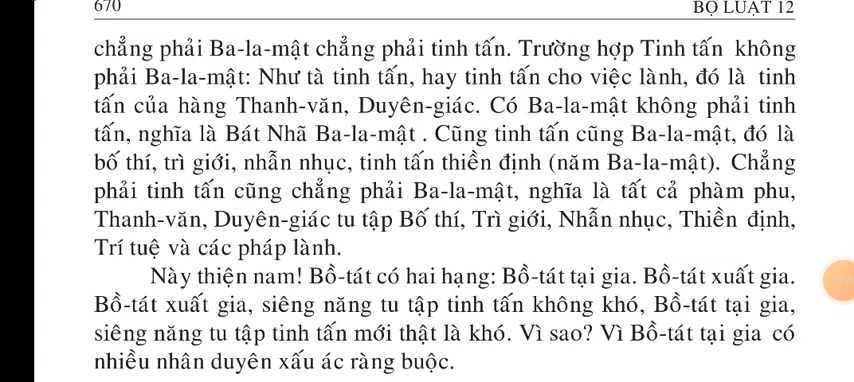 670 BỘ LUẬT 12
chẳng phải Ba-la-mật chẳng phải tinh tấn. Trường hợp Tinh tấn không
phải Ba-la-mật: Như tà tinh tấn, hay tinh tấn cho việc lành, đó là tinh
tấn của hàng Thanh-văn, Duyên-giác. Có Ba-la-mật không phải tinh
tấn, nghĩa là Bát Nhã Ba-la-mật . Cũng tinh tấn cũng Ba-la-mật, đó là
bố thí, trì giới, nhẫn nhục, tinh tấn thiền định (năm Ba-la-mật). Chẳng
phải tinh tấn cũng chẳng phải Ba-la-mật, nghĩa là tất cả phàm phu,
Thanh-văn, Duyên-giác tu tập Bố thí, Trì giới, Nhẫn nhục, Thiền định,
Trí tuệ và các pháp lành.
Này thiện nam! Bồ-tát có hai hạng: Bồ-tát tại gia. Bồ-tát xuất gia.
Bồ-tát xuất gia, siêng năng tu tập tinh tấn không khó, Bồ-tát tại gia,
siêng năng tu tập tinh tấn mới thật là khó. Vì sao? Vì Bồ-tát tại gia có
nhiều nhân duyên xấu ác ràng buộc.